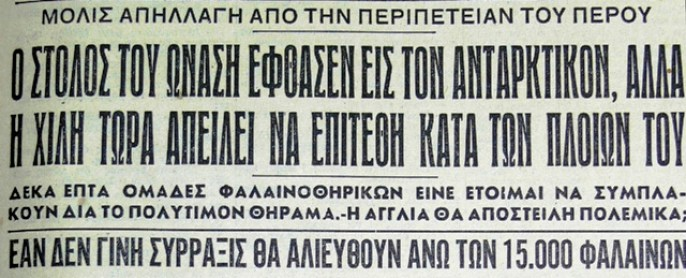 ΜΟΛΙΣ ΑΠΗΛΛΑΓΗ ΑΠΟ ΤΗΝ ΠΕΡΙΠΕΤΕΙΑΝ ΤΟΥ ΠΕΡΟΥ
Ο ΣΤΟΛΟΣ ΤΟΥ ΩΝΑΣΗ ΕΦΘΑΣΕΝ ΕΙΣ ΤΟΝ ΑΝΤΑΡΚΤΙΚΟΝ, ΑΛΛΑ
Η ΧΙΛΗ ΤΩΡΑ ΑΠΕΙΛΕΙ ΝΑ ΕΠΙΤΕΘΗ ΚΑΤΑ ΤΩΝ ΠΛΟΙΩΝ ΤΟΥ
ΔΕΚΑ ΕΠΤΑ ΟΜΑΔΕΣ ΦΑΛΑΙΝΟΘΗΡΙΚΩΝ ΕΙΝΕ ΕΤΟΙΜΑΙ ΝΑ ΣΥΜΠΛΑ-
ΚΟΥΝ ΔΙΑ ΤΟ ΠΟΛΥΤΙΜΟΝ ΘΗΡΑΜΑ.-Η ΑΓΓΛΙΑ ΘΑ ΑΠΟΣΤΕΙΛΗ ΠΟΛΕΜΙΚΑ;
ΕΑΝ ΔΕΝ ΓΙΝΗ ΣΥΡΡΑΞΙΣ ΘΑ ΑΛΙΕΥΘΟΥΝ ΑΝΩ ΤΩΝ 15.000 ΦΑΛΑΙΝΩΝ